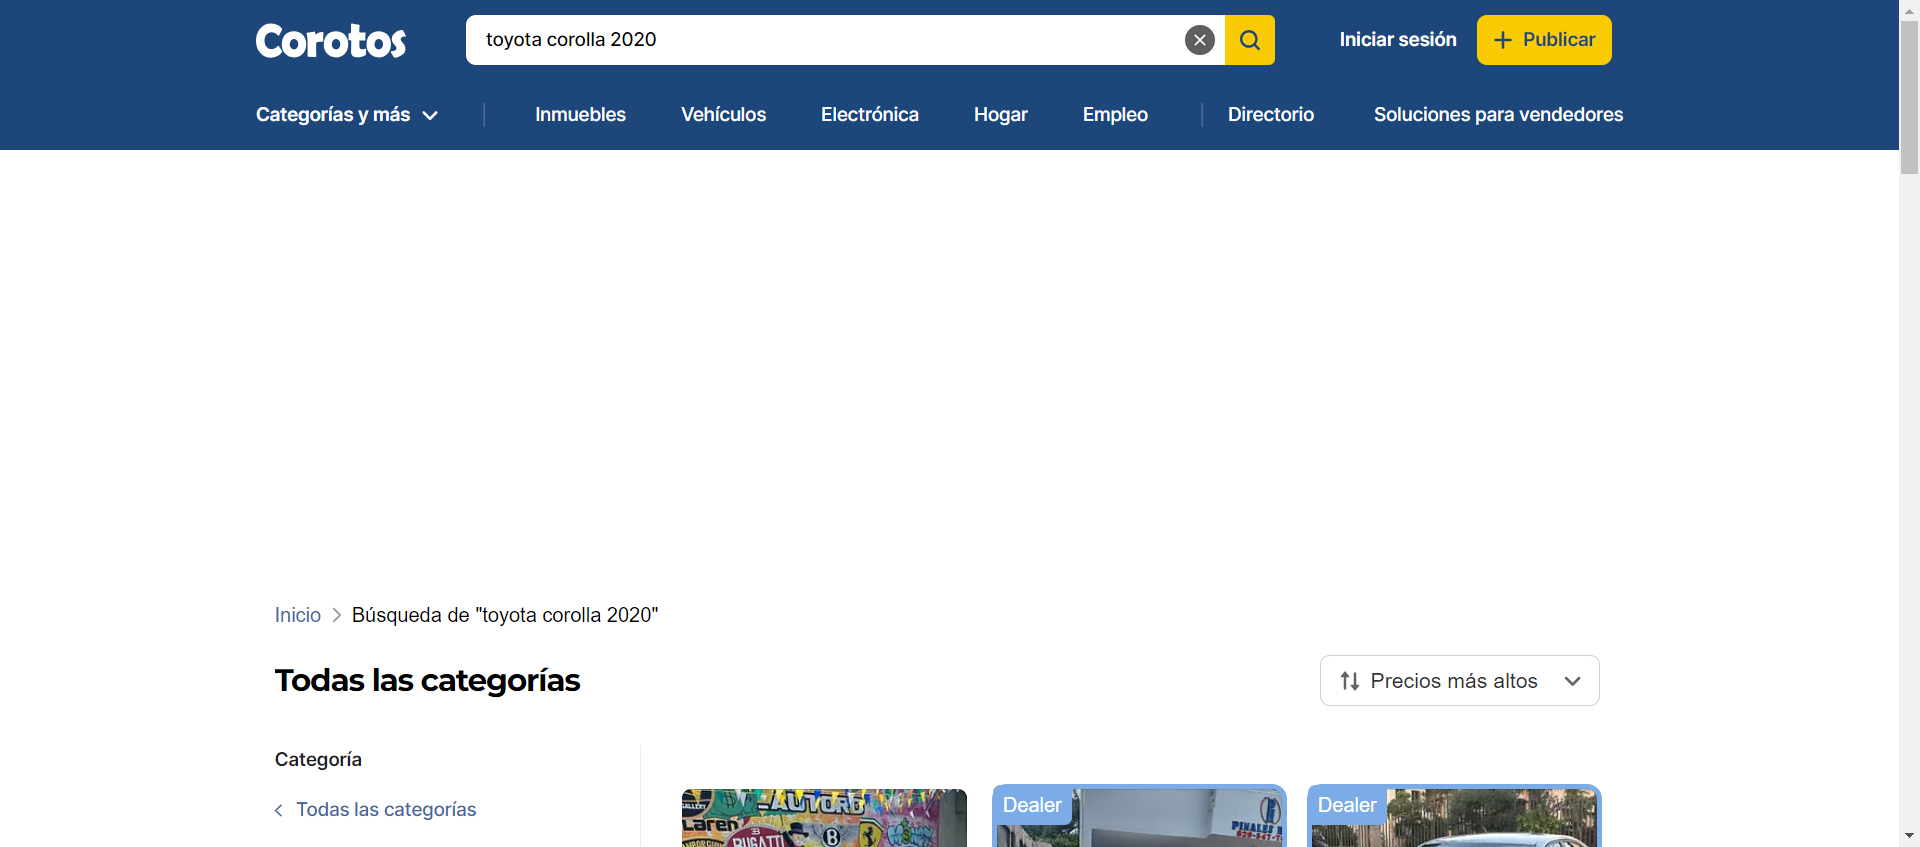 Corotos
toyota corolla 2020
Iniciar sesión
Publicar
Categorías y más
Inmuebles
Vehículos
Electrónica
Hogar
Empleo
Directorio
Soluciones para vendedores
Inicio > Búsqueda de "toyota corolla 2020"
Todas las categorías
Precios más altos
Categoría
Todas las categorías
GALLERY
AUTORO
Laren
BUGATTI
B
Dealer
PINALES
Dealer